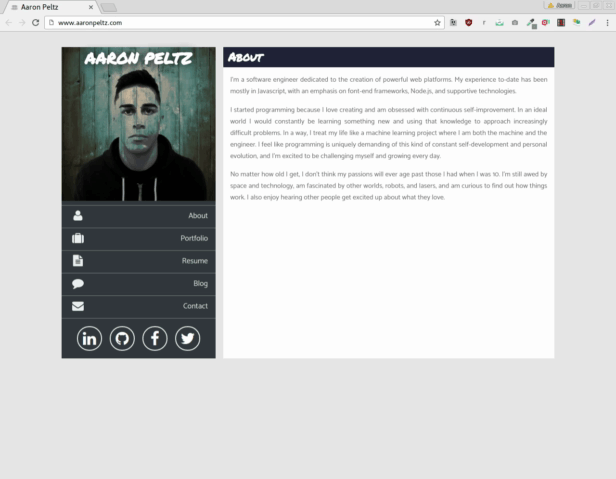 Aaron Peltz
Aaron
www.aaronpeltz.com
AARON PELTZ
About
Portfolio
Resume
Blog
Contact
About
I'm a software engineer dedicated to the creation of powerful web platforms. My experience to-date has been
mostly in Javascript, with an emphasis on font-end frameworks, Node.js, and supportive technologies.
I started programming because I love creating and am obsessed with continuous self-improvement. In an ideal
world I would constantly be learning something new and using that knowledge to approach increasingly
difficult problems. In a way, I treat my life like a machine learning project where I am both the machine and the
engineer. I feel like programming is uniquely demanding of this kind of constant self-development and personal
evolution, and I'm excited to be challenging myself and growing every day.
No matter how old I get, I don't think my passions will ever age past those I had when I was 10. I'm still awed by
space and technology, am fascinated by other worlds, robots, and lasers, and am curious to find out how things
work. I also enjoy hearing other people get excited up about what they love.